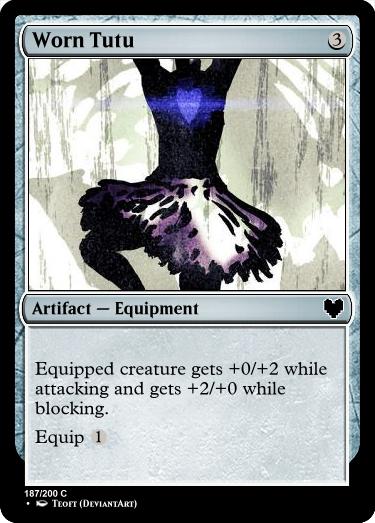 Worn Tutu 3
Artifact — Equipment
Equipped creature gets +0/+2 while
attacking and gets +2/+0 while
blocking.
Equip 1
187/200 C
• Teoft (DeviantArt)